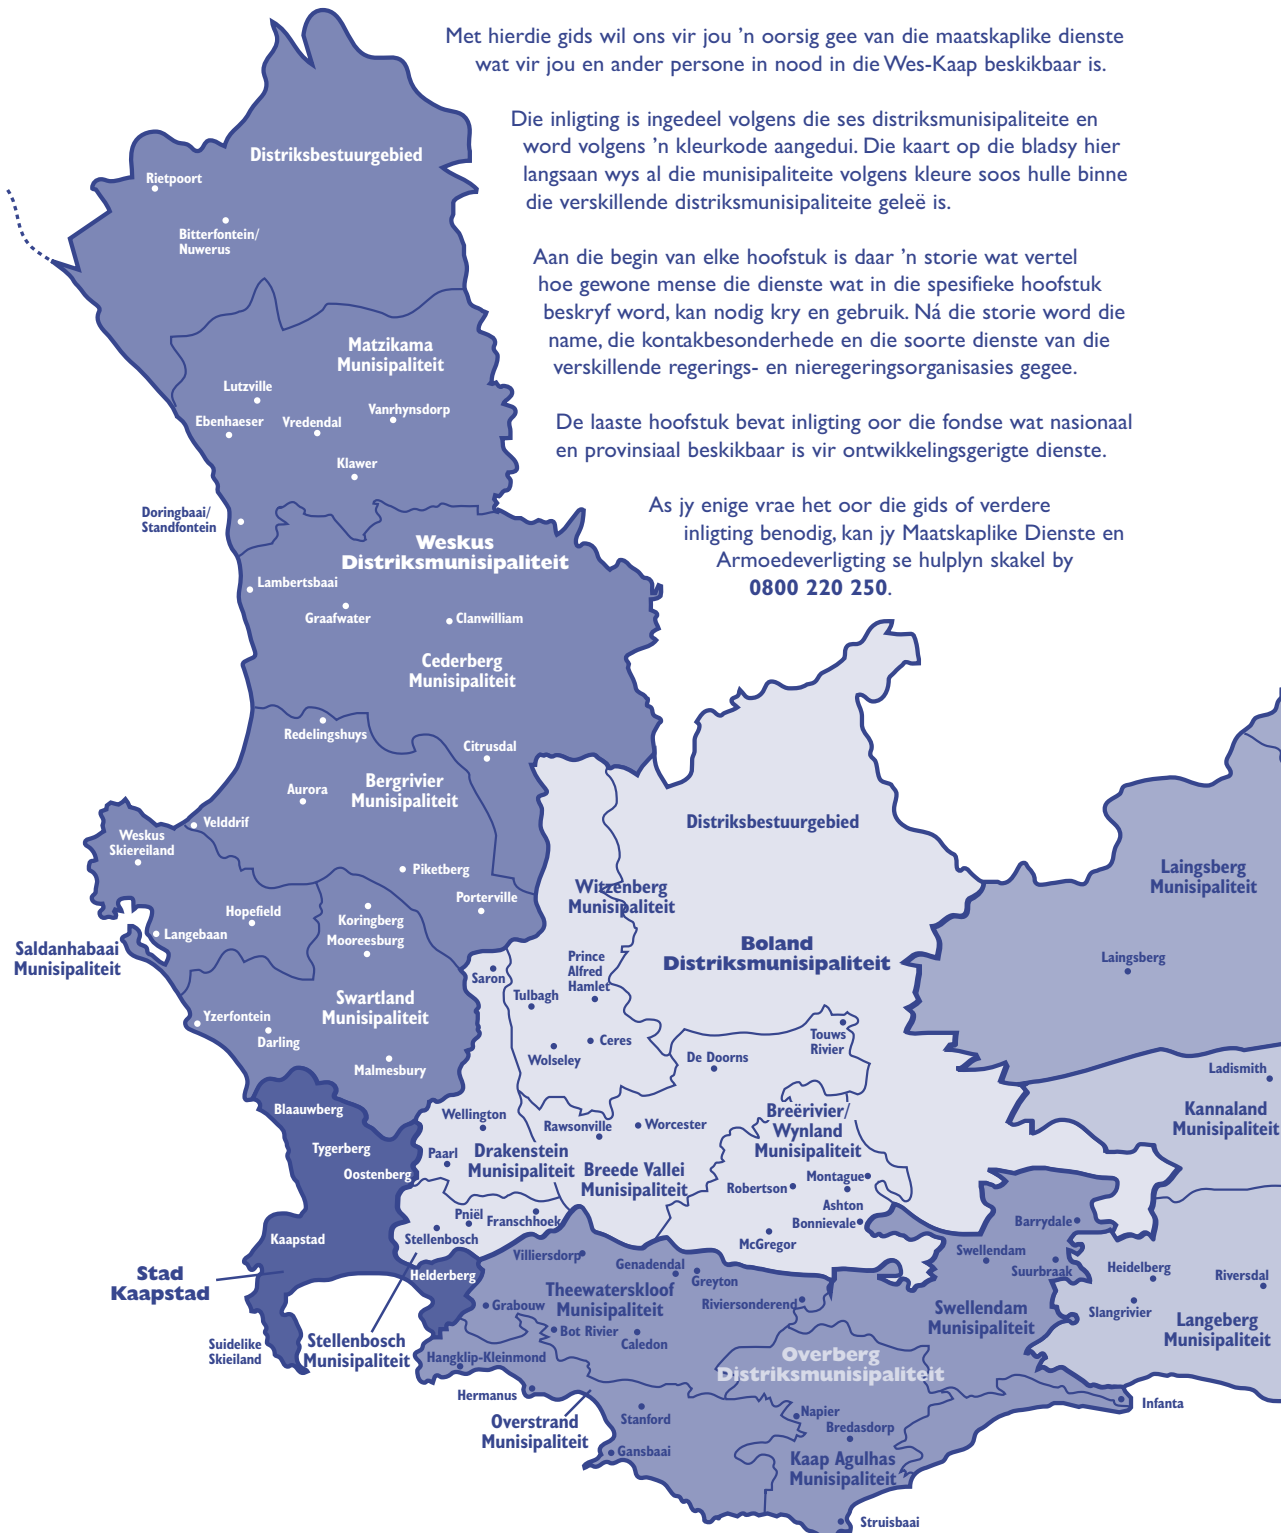 Met hierdie gids wil ons vir jou ’n oorsig gee van die maatskaplike dienste
wat vir jou en ander persone in nood in die Wes-Kaap beskikbaar is.
Die inligting is ingedeel volgens die ses distriksmunisipaliteite en
word volgens ’n kleurkode aangedui. Die kaart op die bladsy hier
langsaan wys al die munisipaliteite volgens kleure soos hulle binne
die verskillende distriksmunisipaliteite geleë is.
Aan die begin van elke hoofstuk is daar ’n storie wat vertel
hoe gewone mense die dienste wat in die spesifieke hoofstuk
beskryf word, kan nodig kry en gebruik. Ná die storie word die
name, die kontakbesonderhede en die soorte dienste van die
verskillende regerings- en nieregeringsorganisasies gegee.
De laaste hoofstuk bevat inligting oor die fondse wat nasionaal
en provinsiaal beskikbaar is vir ontwikkelingsgerigte dienste.
As jy enige vrae het oor die gids of verdere
inligting benodig, kan jy Maatskaplike Dienste en
Armoedeverligting se hulplyn skakel by
0800 220 250.
Distriksbestuurgebied
Rietpoort
Bitterfontein/
Nuwerus
Matzikama
Munisipaliteit
Lutzville
Ebenhaeser
Vredendal
Vanrhynsdorp
Klawer
Doringbaai/
Standfontein
Weskus
Distriksmunisipaliteit
Lambertsbaai
Graafwater
Clanwilliam
Cederberg
Munisipaliteit
Redelingshuys
Citrusdal
Aurora
Bergrivier
Munisipaliteit
Velddrif
Weskus
Skiereiland
Piketberg
Porterville
Hopefield
Langebaan
Koringberg
Mooreesburg
Saldanhabaai
Munisipaliteit
Swartland
Munisipaliteit
Yzerfontein
Darling
Malmesbury
Distriksbestuurgebied
Witzenberg
Munisipaliteit
Boland
Distriksmunisipaliteit
Saron
Prince
Alfred
Hamlet
Tulbagh
Ceres
Wolseley
De Doorns
Touws
Rivier
Laingsberg
Munisipaliteit
Laingsberg
Ladismith
Kannaland
Munisipaliteit
Blaauwberg
Tygerberg
Oostenberg
Wellington
Paarl
Drakenstein
Munisipaliteit
Rawsonville
Worcester
Breede Vallei
Munisipaliteit
Breërivier/
Wynland
Munisipaliteit
Robertson
Montague
Ashton
Bonnievale
McGregor
Pniël
Franschhoek
Stellenbosch
Kaapstad
Stad
Kaapstad
Helderberg
Suidelike
Skieiland
Stellenbosch
Munisipaliteit
Villiersdorp
Genadendal
Greyton
Theewaterskloof
Munisipaliteit
Riviersonderend
Grabouw
Bot Rivier
Caledon
Hangklip-Kleinmond
Hermanus
Overstrand
Munisipaliteit
Stanford
Gansbaai
Overberg
Distriksmunisipaliteit
Napier
Bredasdorp
Kaap Agulhas
Munisipaliteit
Struisbaai
Barrydale
Swellendam
Suurbraak
Swellendam
Munisipaliteit
Infanta
Heidelberg
Slangrivier
Riversdal
Langeberg
Munisipaliteit